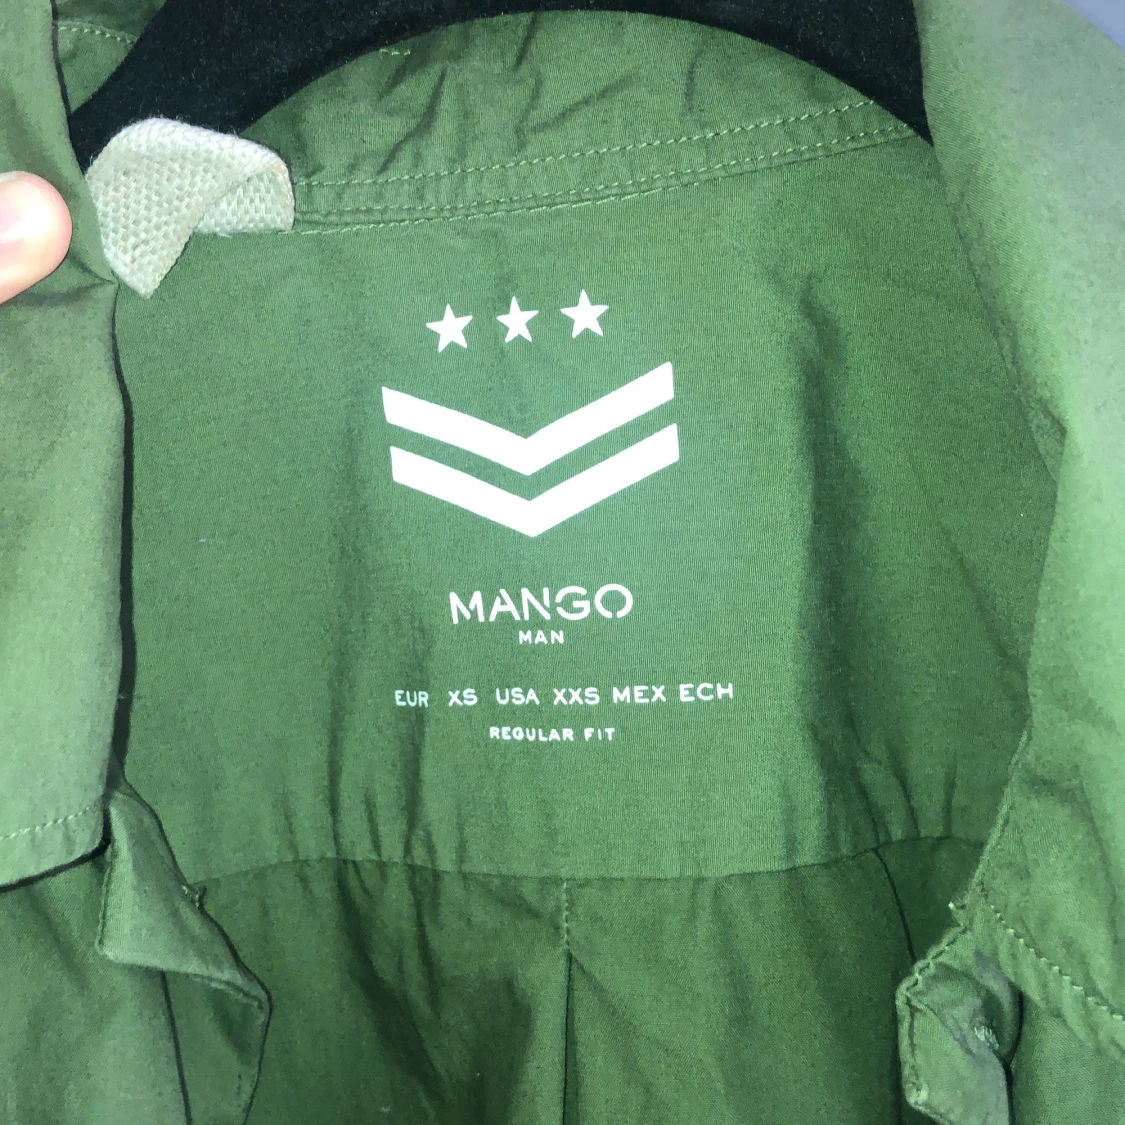 MANGO
MAN
EUR XS USA XXS MEX ECH
REGULAR FIT